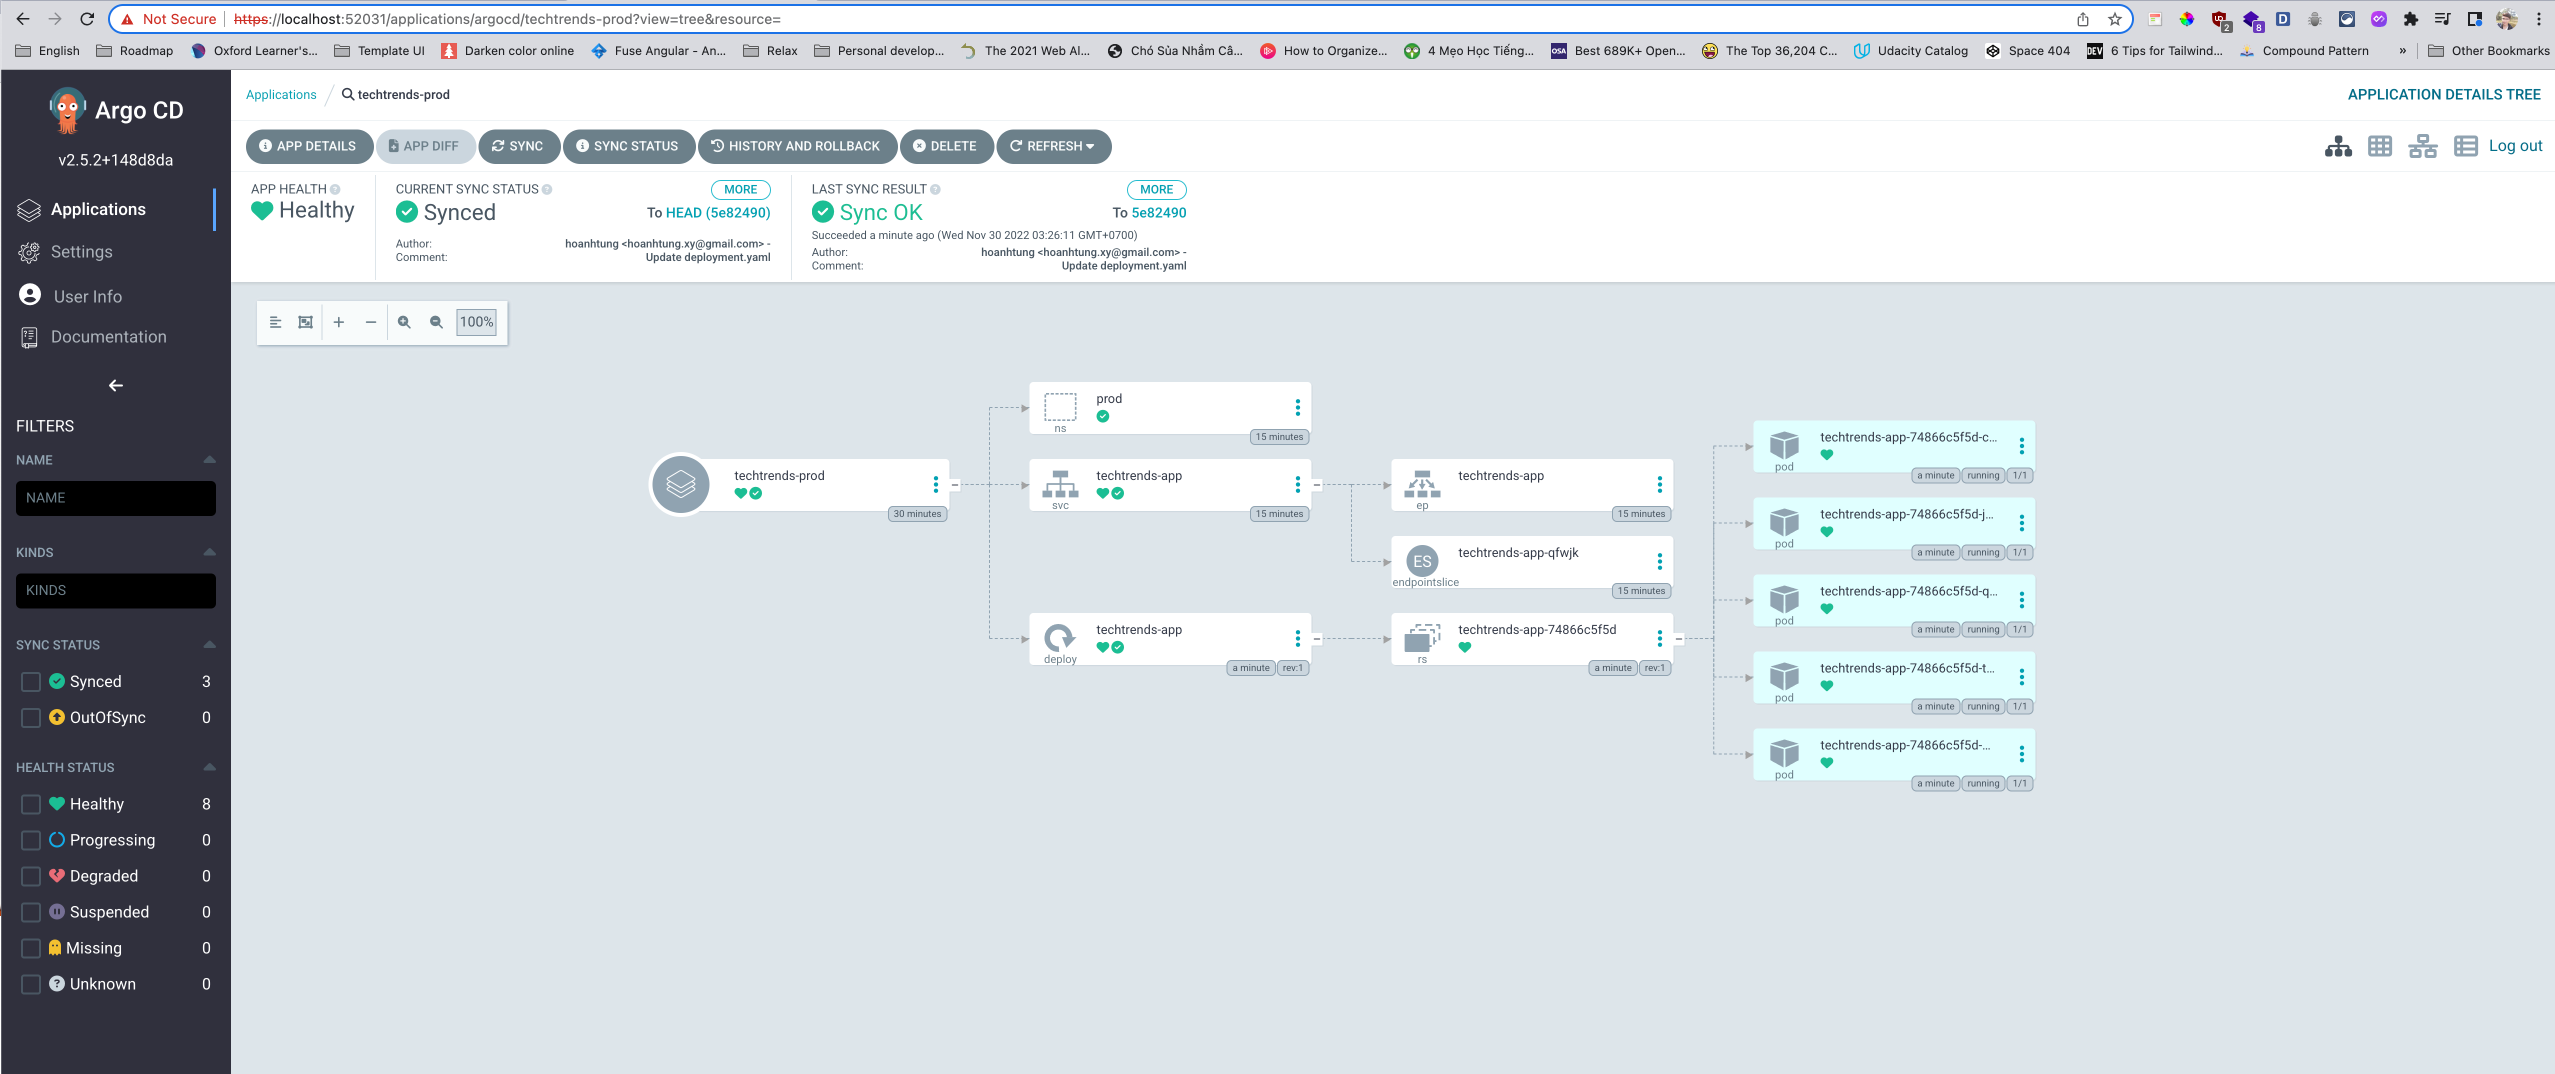 Not Secure https://localhost:52031/applications/argocd/techtrends-prod?view=tree&resource=
2 8
English Roadmap Oxford Learner's... Template UI Darken color online Fuse Angular - An... Relax Personal develop... The 2021 Web AI... Chó Sủa Nhầm Câ... How to Organize... 4 Mẹo Học Tiếng... OSA Best 689K+ Open... The Top 36,204 C... Udacity Catalog Space 404 DEV 6 Tips for Tailwind... Compound Pattern » Other Bookmarks
Argo CD
v2.5.2+148d8da
Applications
Settings
User Info
Documentation
FILTERS
NAME
NAME
KINDS
KINDS
SYNC STATUS
Synced 3
OutOfSync 0
HEALTH STATUS
Healthy 8
Progressing 0
Degraded 0
Suspended 0
Missing 0
Unknown 0
Applications / techtrends-prod
APPLICATION DETAILS TREE
APP DETAILS APP DIFF SYNC SYNC STATUS HISTORY AND ROLLBACK DELETE REFRESH
Log out
APP HEALTH
Healthy
CURRENT SYNC STATUS MORE
Synced To HEAD (5e82490)
Author: hoanhtung <hoanhtung.xy@gmail.com> -
Comment: Update deployment.yaml
LAST SYNC RESULT MORE
Sync OK To 5e82490
Succeeded a minute ago (Wed Nov 30 2022 03:26:11 GMT+0700)
Author: hoanhtung <hoanhtung.xy@gmail.com> -
Comment: Update deployment.yaml
100%
techtrends-prod
30 minutes
prod
ns
15 minutes
techtrends-app
svc
15 minutes
techtrends-app
deploy
a minute rev:1
techtrends-app
ep
15 minutes
ES
techtrends-app-qfwjk
endpointslice
15 minutes
techtrends-app-74866c5f5d
rs
a minute rev:1
techtrends-app-74866c5f5d-c...
pod
a minute running 1/1
techtrends-app-74866c5f5d-j...
pod
a minute running 1/1
techtrends-app-74866c5f5d-q...
pod
a minute running 1/1
techtrends-app-74866c5f5d-t...
pod
a minute running 1/1
techtrends-app-74866c5f5d-...
pod
a minute running 1/1